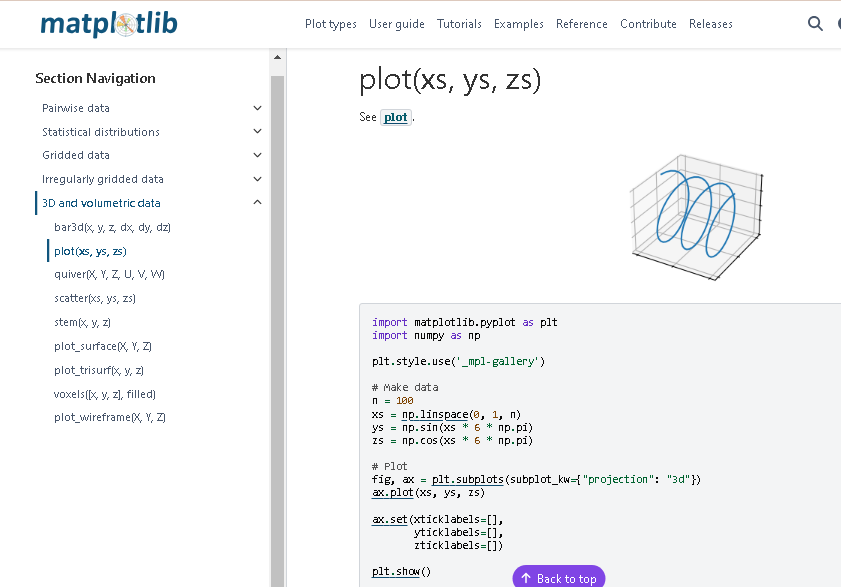 matplotlib
Plot types User guide Tutorials Examples Reference Contribute Releases
Section Navigation
Pairwise data
Statistical distributions
Gridded data
Irregularly gridded data
3D and volumetric data
bar3d(x, y, z, dx, dy, dz)
plot(xs, ys, zs)
quiver(X, Y, Z, U, V, W)
scatter(xs, ys, zs)
stem(x, y, z)
plot_surface(X, Y, Z)
plot_trisurf(x, y, z)
voxels([x, y, z], filled)
plot_wireframe(X, Y, Z)
plot(xs, ys, zs)
See plot.
import matplotlib.pyplot as plt
import numpy as np
plt.style.use('_mpl-gallery')
# Make data
n = 100
xs = np.linspace(0, 1, n)
ys = np.sin(xs * 6 * np.pi)
zs = np.cos(xs * 6 * np.pi)
# Plot
fig, ax = plt.subplots(subplot_kw={"projection": "3d"})
ax.plot(xs, ys, zs)
ax.set(xticklabels=[],
yticklabels=[],
zticklabels=[])
plt.show()
Back to top